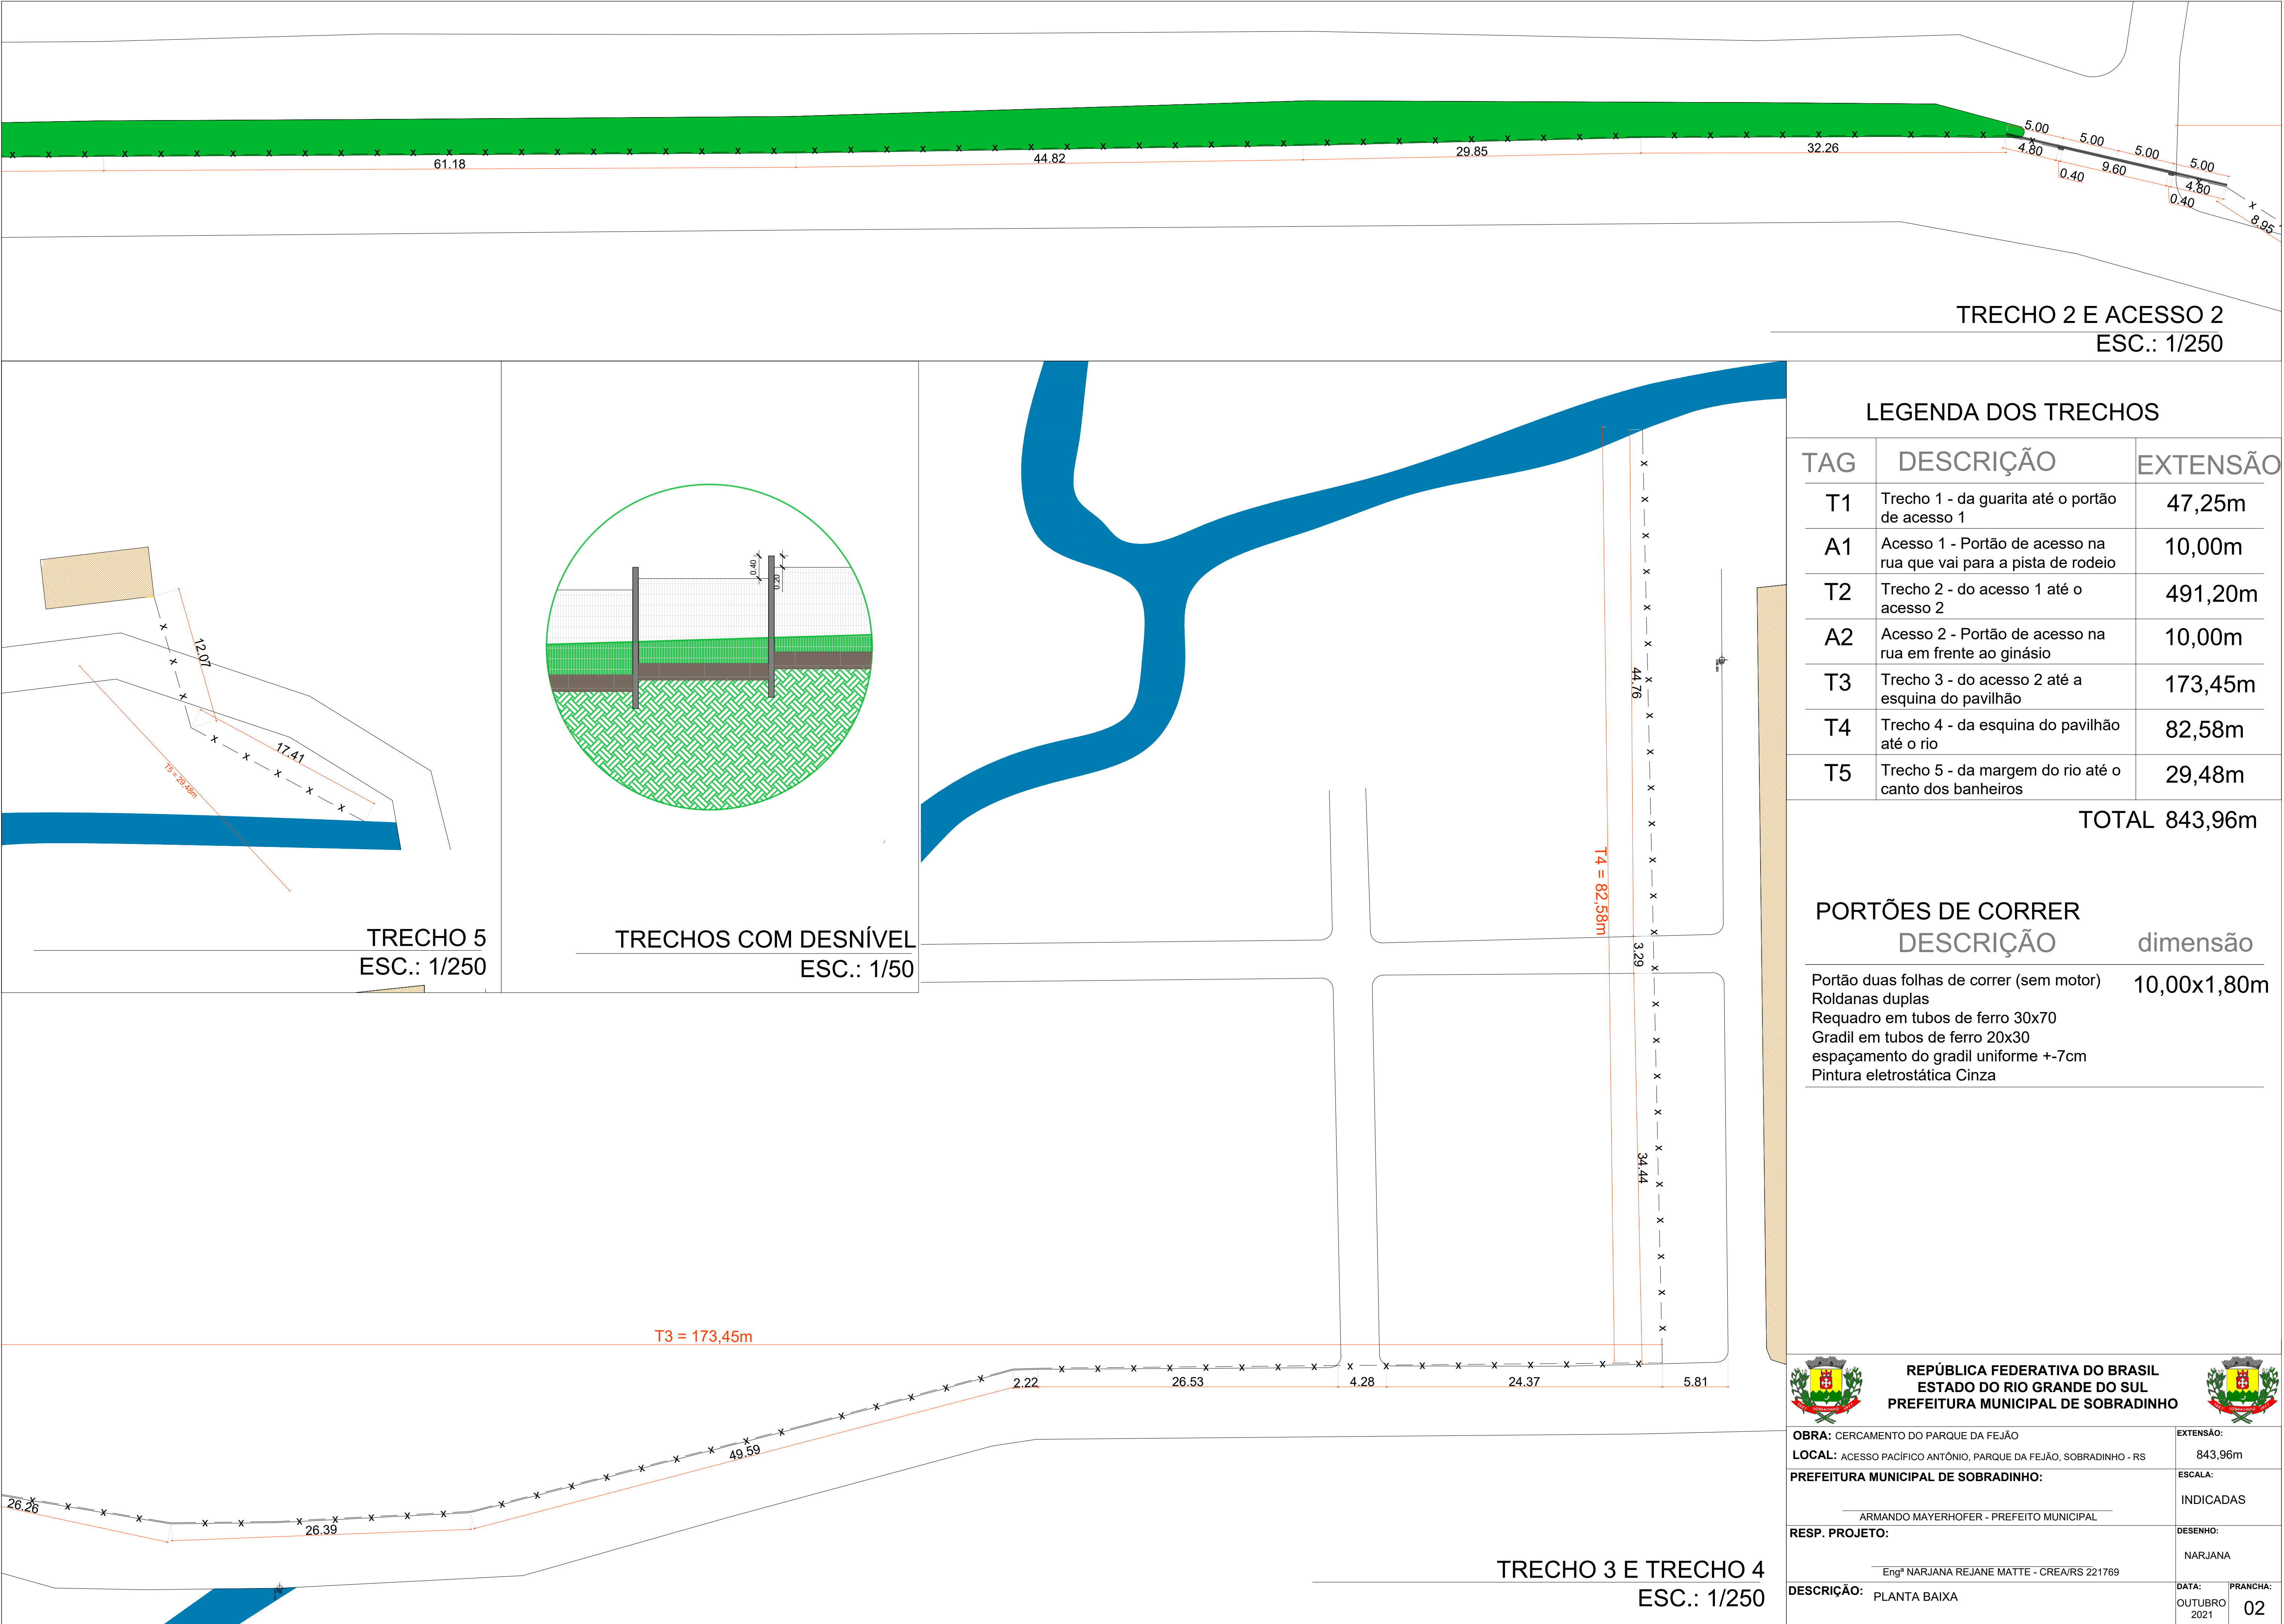 61.18
44.82
29.85
32.26
5.00
5.00
5.00
5.00
4.80
0.40
9.60
4.80
0.40
8.95
TRECHO 2 E ACESSO 2
ESC.: 1/250
12.07
17.41
T5 = 29,48m
TRECHO 5
ESC.: 1/250
0.40
0.20
TRECHOS COM DESNÍVEL
ESC.: 1/50
44.76
T4 = 82,58m
3.29
34.44
T3 = 173,45m
2.22
26.53
4.28
24.37
5.81
49.59
26.26
26.39
TRECHO 3 E TRECHO 4
ESC.: 1/250
LEGENDA DOS TRECHOS
TAG DESCRIÇÃO EXTENSÃO
T1 Trecho 1 - da guarita até o portão 47,25m
de acesso 1
A1 Acesso 1 - Portão de acesso na 10,00m
rua que vai para a pista de rodeio
T2 Trecho 2 - do acesso 1 até o 491,20m
acesso 2
A2 Acesso 2 - Portão de acesso na 10,00m
rua em frente ao ginásio
T3 Trecho 3 - do acesso 2 até a 173,45m
esquina do pavilhão
T4 Trecho 4 - da esquina do pavilhão 82,58m
até o rio
T5 Trecho 5 - da margem do rio até o 29,48m
canto dos banheiros
TOTAL 843,96m
PORTÕES DE CORRER
DESCRIÇÃO dimensão
Portão duas folhas de correr (sem motor) 10,00x1,80m
Roldanas duplas
Requadro em tubos de ferro 30x70
Gradil em tubos de ferro 20x30
espaçamento do gradil uniforme +-7cm
Pintura eletrostática Cinza
REPÚBLICA FEDERATIVA DO BRASIL
ESTADO DO RIO GRANDE DO SUL
PREFEITURA MUNICIPAL DE SOBRADINHO
OBRA: CERCAMENTO DO PARQUE DA FEJÃO
LOCAL: ACESSO PACÍFICO ANTÔNIO, PARQUE DA FEJÃO, SOBRADINHO - RS
EXTENSÃO:
843,96m
PREFEITURA MUNICIPAL DE SOBRADINHO:
ARMANDO MAYERHOFER - PREFEITO MUNICIPAL
ESCALA:
INDICADAS
RESP. PROJETO:
Engª NARJANA REJANE MATTE - CREA/RS 221769
DESENHO:
NARJANA
DESCRIÇÃO: PLANTA BAIXA
DATA:
OUTUBRO
2021
PRANCHA:
02